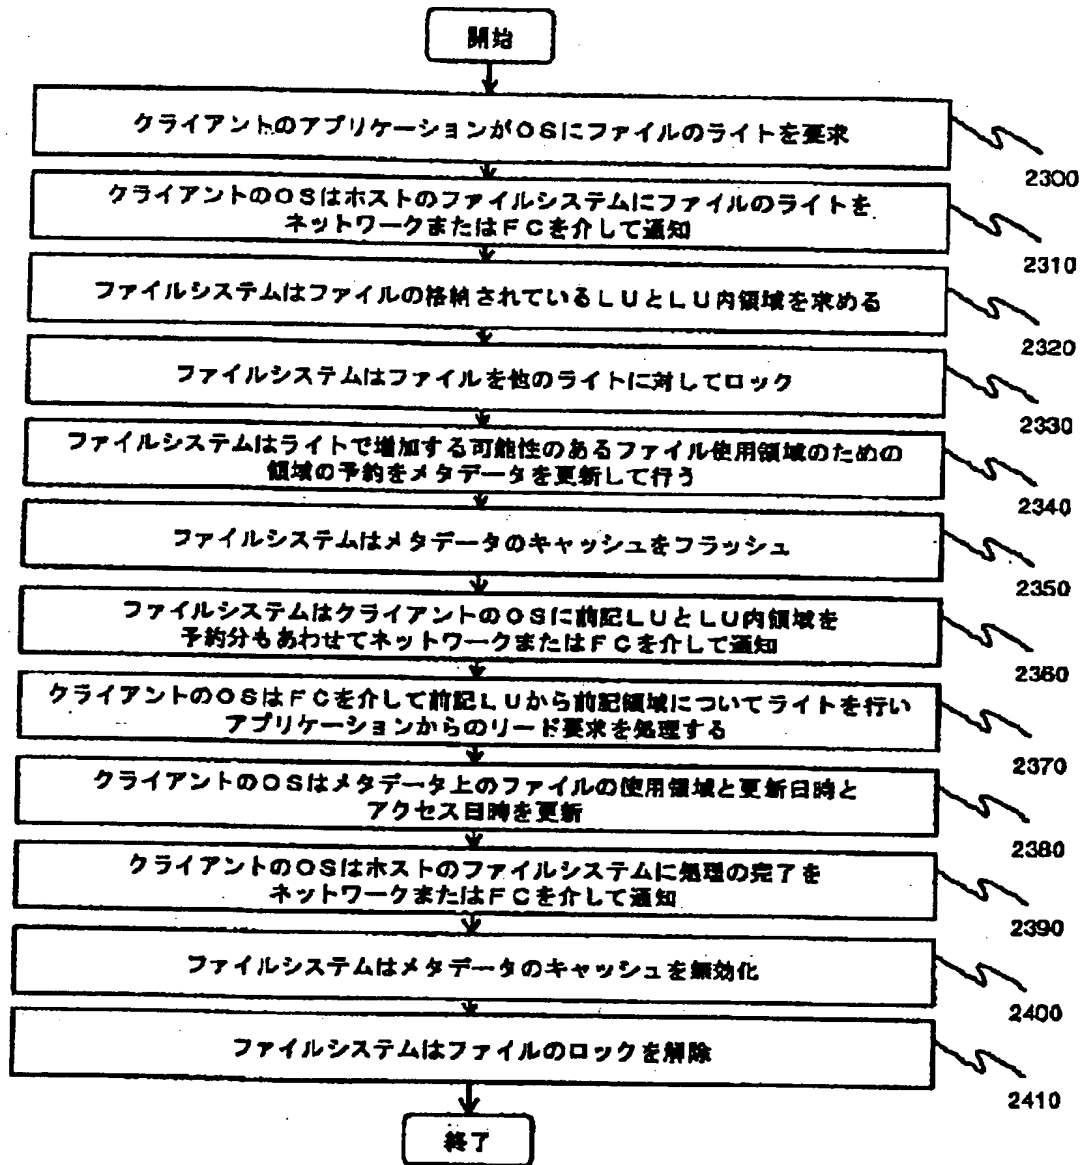 開始
クライアントのアプリケーションがOSにファイルのライトを要求
2300
クライアントのOSはホストのファイルシステムにファイルのライトを
ネットワークまたはFCを介して通知
2310
ファイルシステムはファイルの格納されているLUとLU内領域を求める
2320
ファイルシステムはファイルを他のライトに対してロック
2330
ファイルシステムはライトで増加する可能性のあるファイル使用領域のための
領域の予約をメタデータを更新して行う
2340
ファイルシステムはメタデータのキャッシュをフラッシュ
2350
ファイルシステムはクライアントのOSに前記LUとLU内領域を
予約分もあわせてネットワークまたはFCを介して通知
2360
クライアントのOSはFCを介して前記LUから前記領域についてライトを行い
アプリケーションからのリード要求を処理する
2370
クライアントのOSはメタデータ上のファイルの使用領域と更新日時と
アクセス日時を更新
2380
クライアントのOSはホストのファイルシステムに処理の完了を
ネットワークまたはFCを介して通知
2390
ファイルシステムはメタデータのキャッシュを無効化
2400
ファイルシステムはファイルのロックを解除
2410
終了